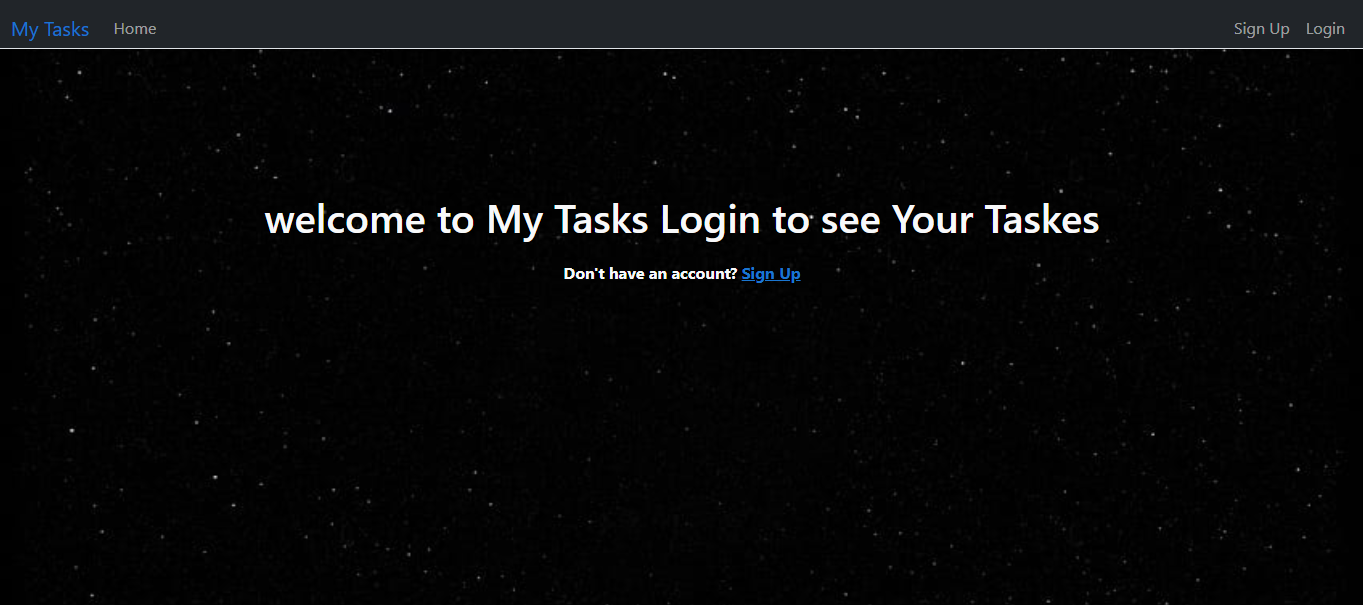 My Tasks Home Sign Up Login
welcome to My Tasks Login to see Your Taskes
Don't have an account? Sign Up